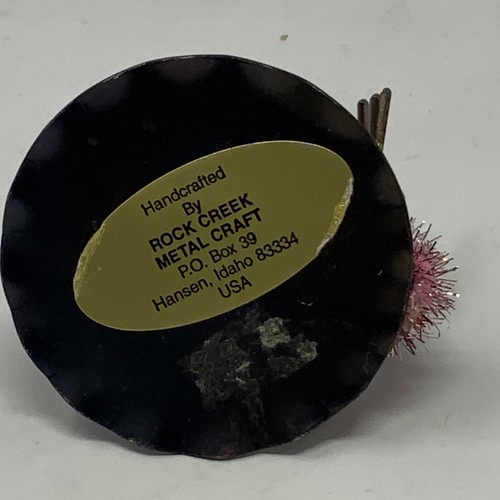 Handcrafted
By
ROCK CREEK
METAL CRAFT
P.O. Box 39
Hansen, Idaho 83334
USA